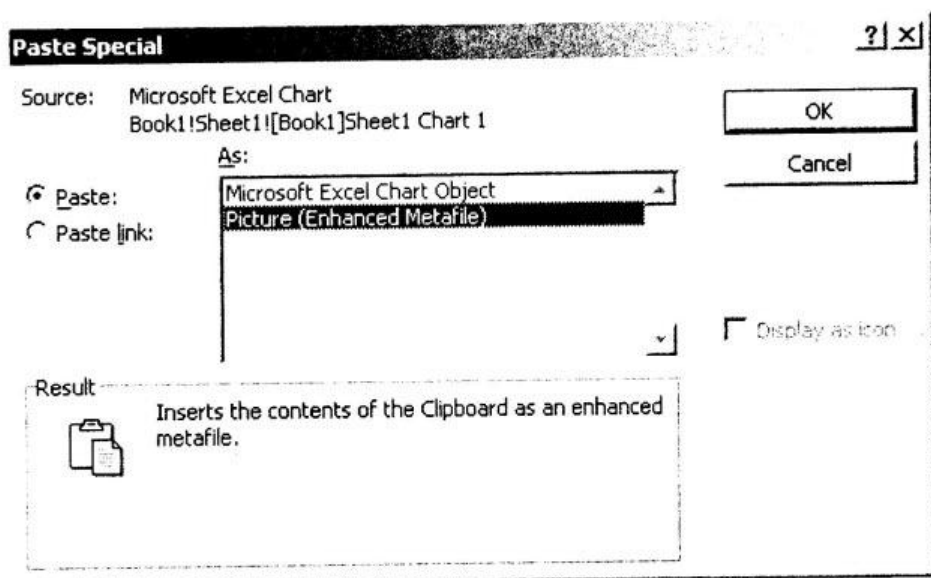 Paste Special
Source: Microsoft Excel Chart
Book1!Sheet1![Book1]Sheet1 Chart 1
As:
Paste:
Paste link:
Microsoft Excel Chart Object
Picture (Enhanced Metafile)
OK
Cancel
Display as icon
Result
Inserts the contents of the Clipboard as an enhanced
metafile.